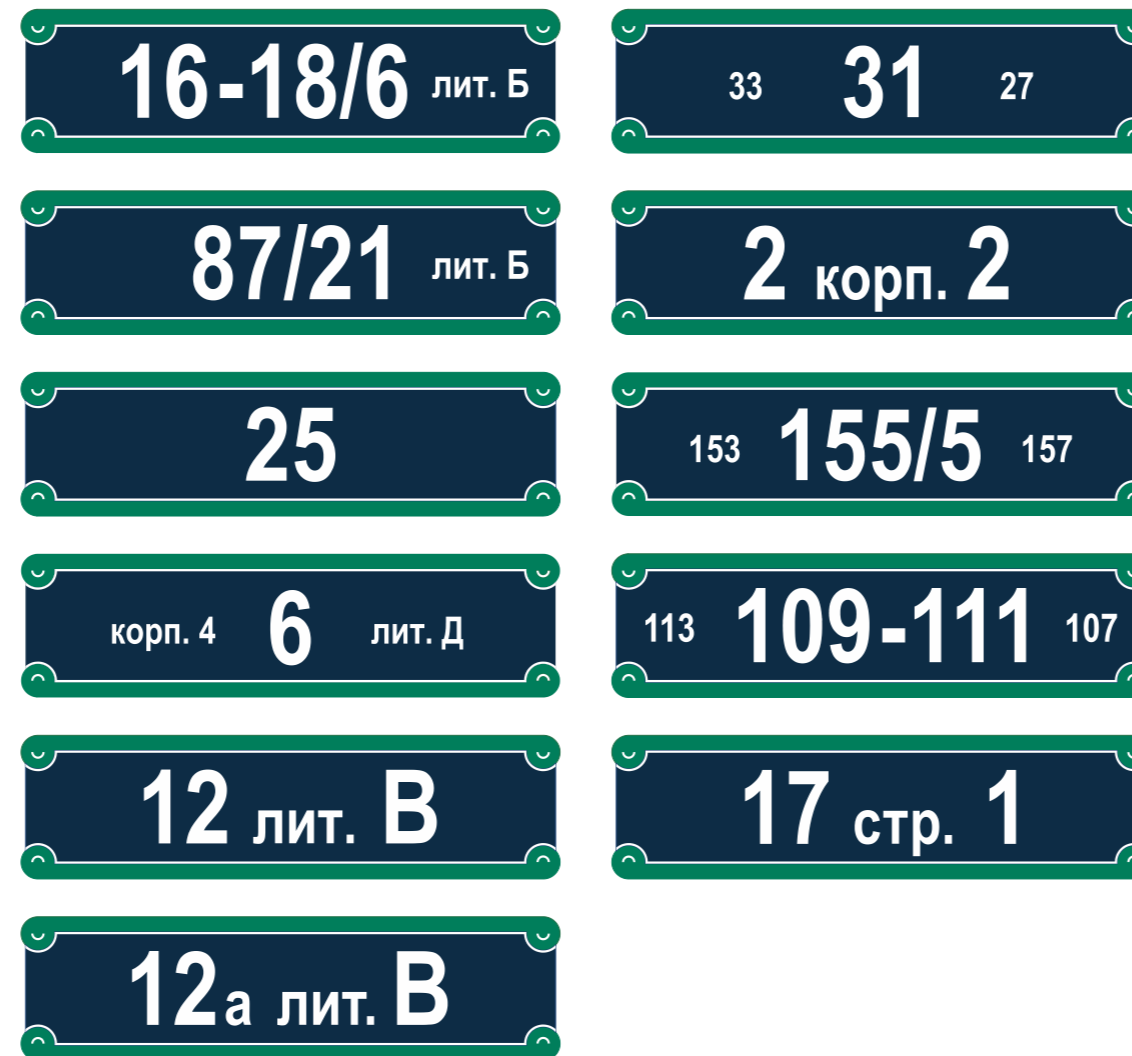 16-18/6 лит. Б
33 31 27
87/21 лит. Б
2 корп. 2
25
153 155/5 157
корп. 4 6 лит. Д
113 109-111 107
12 лит. В
17 стр. 1
12а лит. В